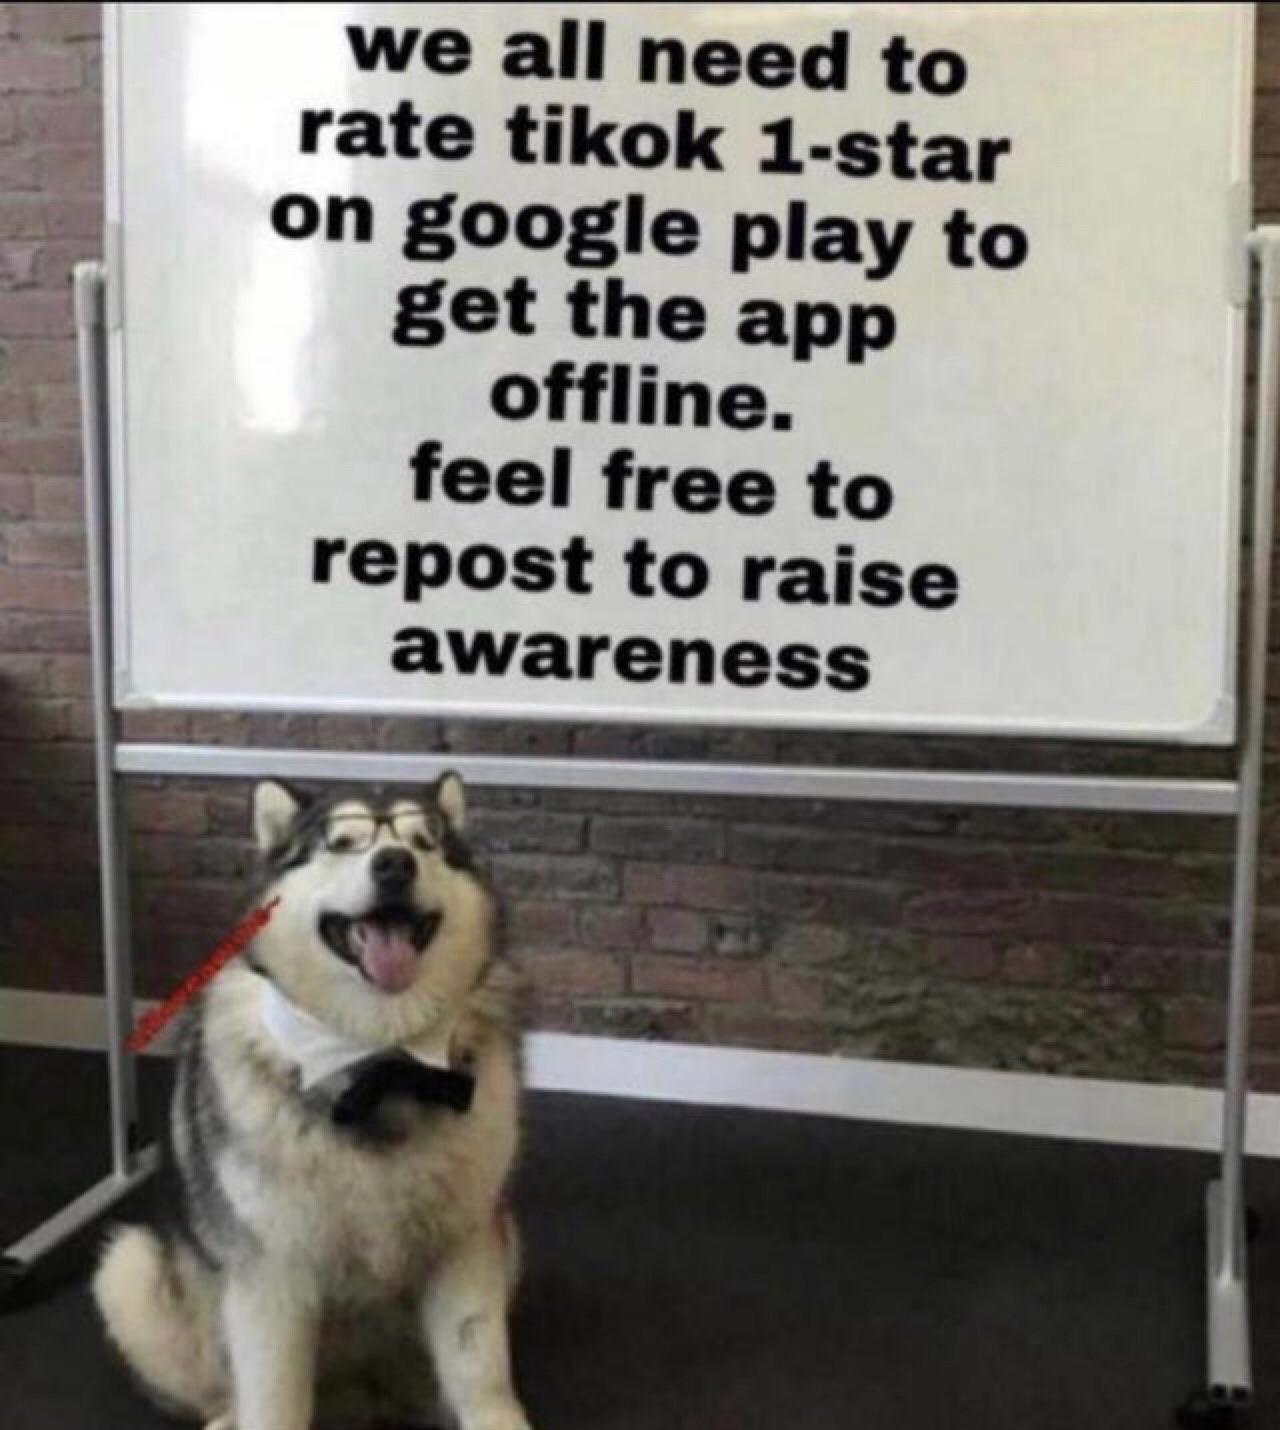 we all need to
rate tikok 1-star
on google play to
get the app
offline.
feel free to
repost to raise
awareness